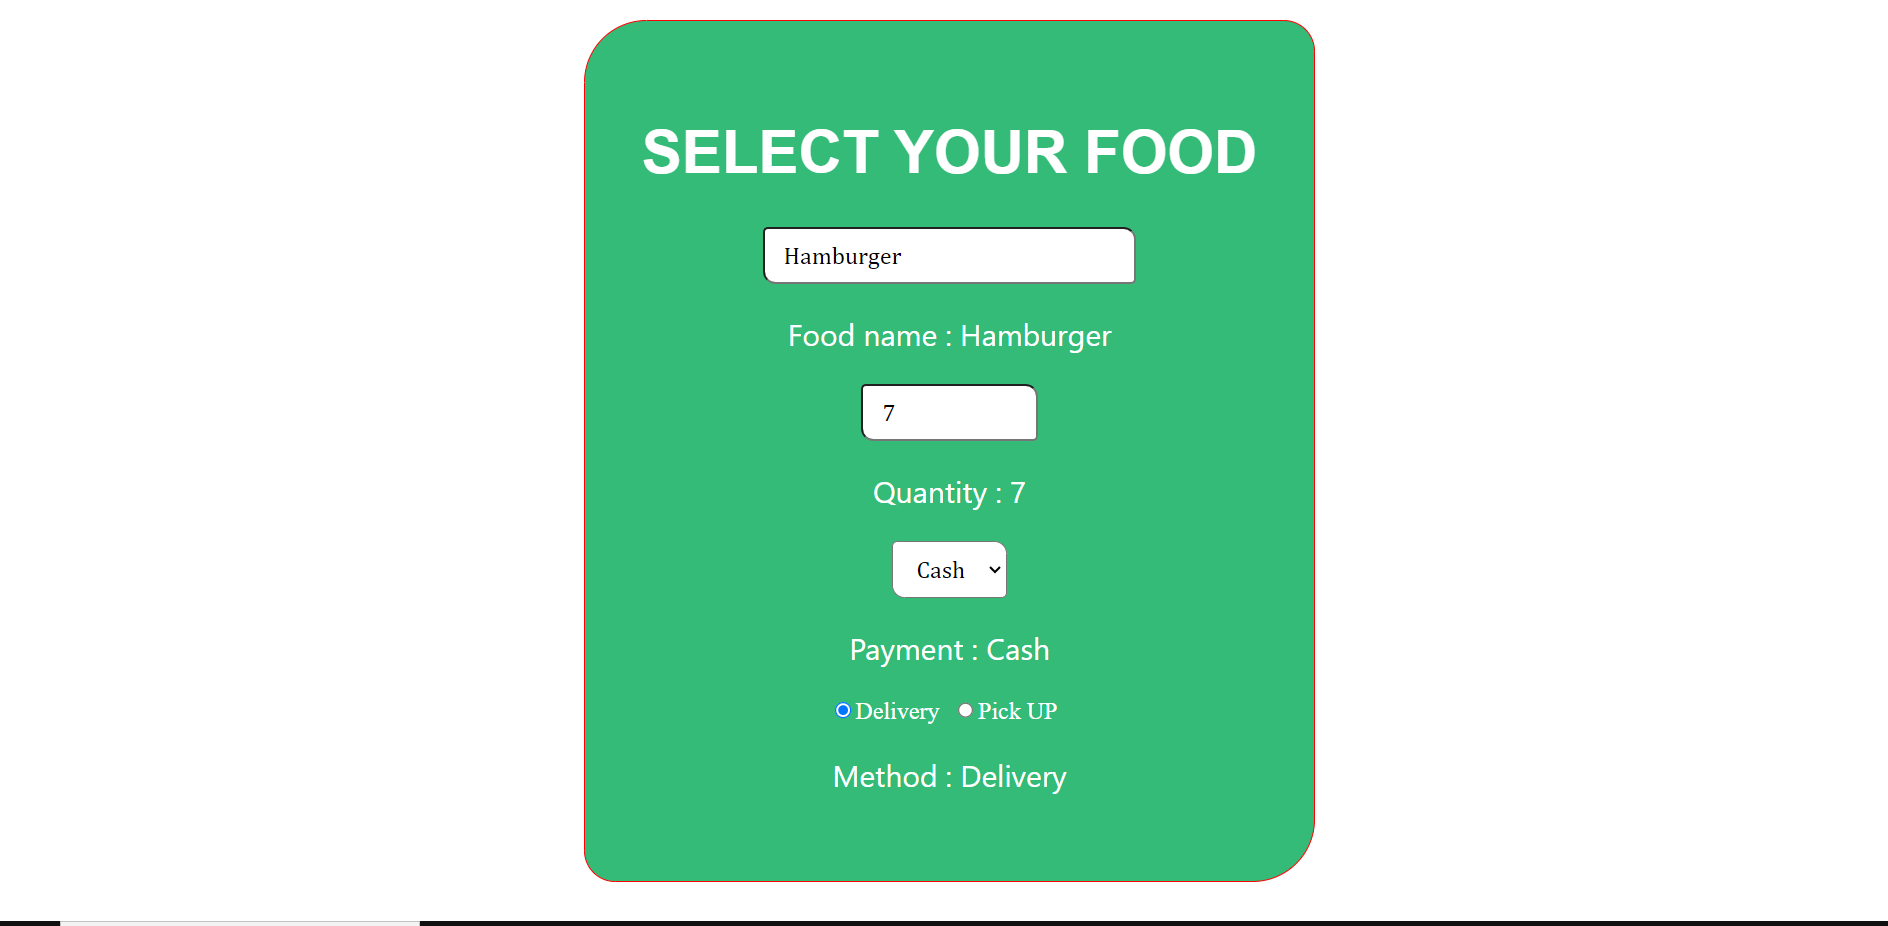 SELECT YOUR FOOD
Hamburger
Food name : Hamburger
7
Quantity : 7
Cash
Payment : Cash
Delivery Pick UP
Method : Delivery